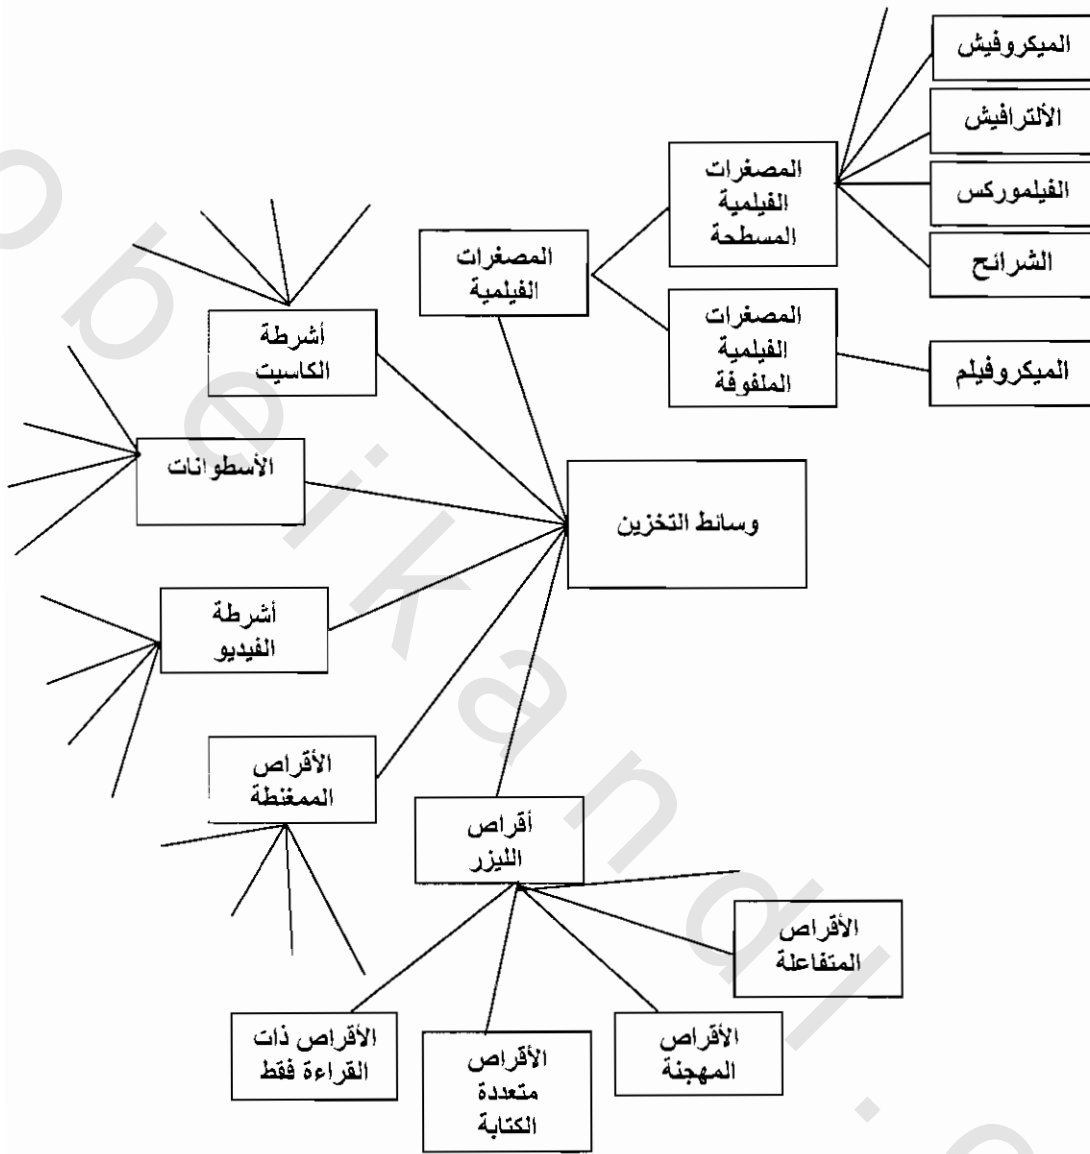 الميكروفيش
الألترافيش
الفيلموركس
الشرائح
المصغرات
الفيلمية
المسطحة
المصغرات
الفيلمية
المصغرات
الفيلمية
الملفوفة
الميكروفيلم
أشرطة
الكاسيت
الأسطوانات
وسائط التخزين
أشرطة
الفيديو
الأقراص
الممغنطة
أقراص
الليزر
الأقراص
المتفاعلة
الأقراص
المهجنة
الأقراص
متعددة
الكتابة
الأقراص ذات
القراءة فقط
obeikandl.